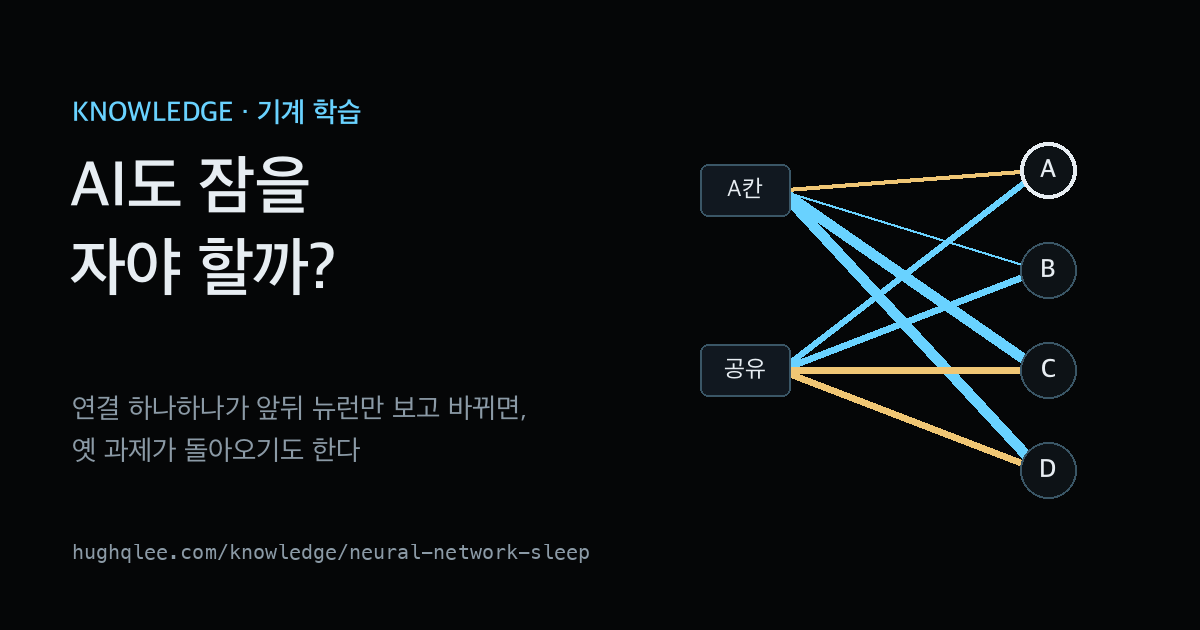 KNOWLEDGE · 기계 학습
AI도 잠을
자야 할까?
연결 하나하나가 앞뒤 뉴런만 보고 바뀌면,
옛 과제가 돌아오기도 한다
hughqlee.com/knowledge/neural-network-sleep
A칸
공유
A
B
C
D